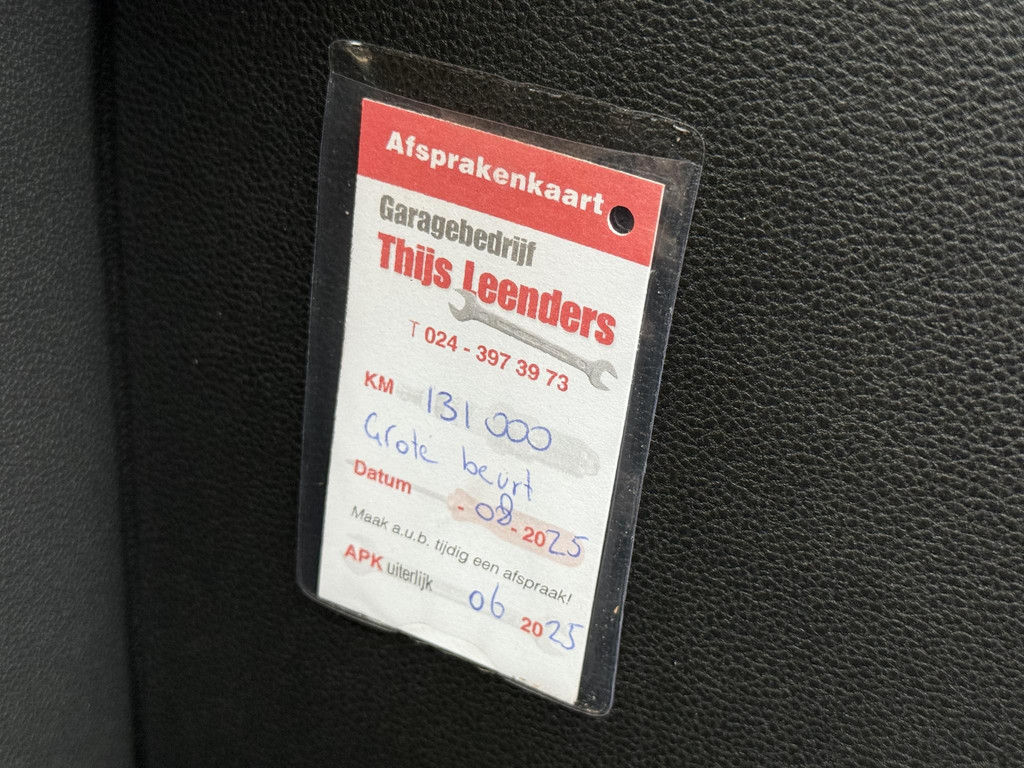 Afsprakenkaart
Garagebedrijf
Thijs Leenders
T 024 - 397 39 73
KM 131 000
Grote beurt
Datum - 08 - 2025
Maak a.u.b. tijdig een afspraak!
APK uiterlijk 06 2025